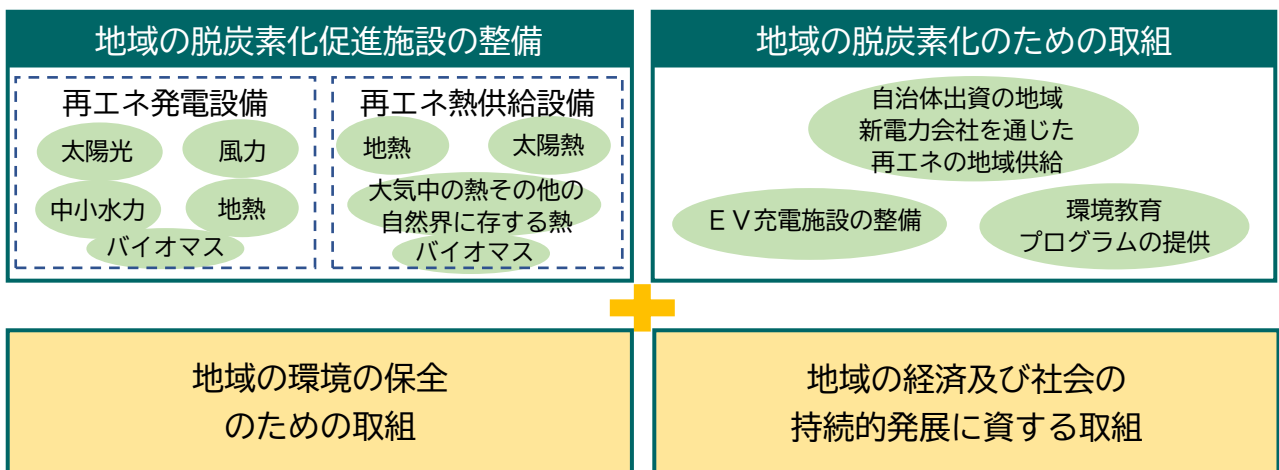 地域の脱炭素化促進施設の整備
再エネ発電設備
太陽光
風力
中小水力
地熱
バイオマス
再エネ熱供給設備
地熱
太陽熱
大気中の熱その他の
自然界に存する熱
バイオマス
地域の脱炭素化のための取組
自治体出資の地域
新電力会社を通じた
再エネの地域供給
ＥＶ充電施設の整備
環境教育
プログラムの提供
地域の環境の保全
のための取組
地域の経済及び社会の
持続的発展に資する取組